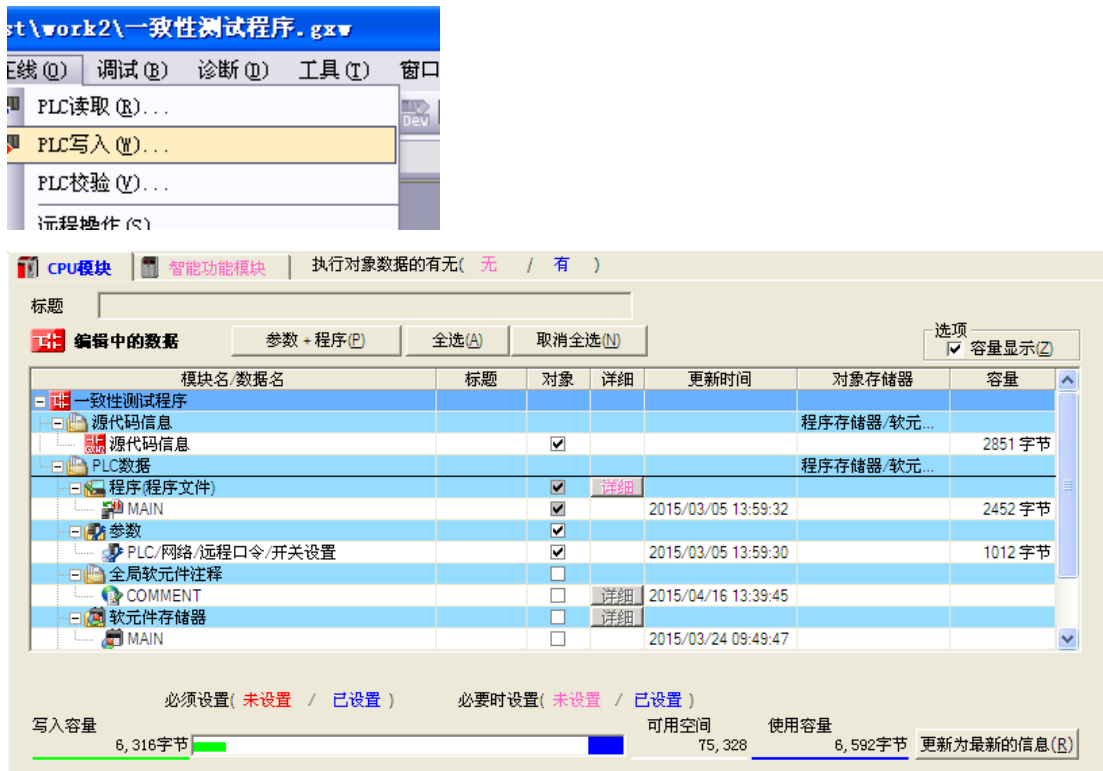 st\work2\一致性测试程序.gxw
在线(O) 调试(B) 诊断(D) 工具(T) 窗口
PLC读取(R)...
Dev
PLC写入(W)...
PLC校验(V)...
远程操作(S)
CPU模块 智能功能模块 执行对象数据的有无( 无 / 有 )
标题
编辑中的数据 参数+程序(P) 全选(A) 取消全选(N) 选项
容量显示(Z)
模块名/数据名 标题 对象 详细 更新时间 对象存储器 容量
一致性测试程序
源代码信息 程序存储器/软元...
源代码信息 2851 字节
PLC数据 程序存储器/软元...
程序(程序文件) 详细
MAIN 2015/03/05 13:59:32 2452 字节
参数
PLC/网络/远程口令/开关设置 2015/03/05 13:59:30 1012 字节
全局软元件注释
COMMENT 详细 2015/04/16 13:39:45
软元件存储器 详细
MAIN 2015/03/24 09:49:47
必须设置( 未设置 / 已设置 ) 必要时设置( 未设置 / 已设置 )
写入容量 可用空间 使用容量
6,316字节 75,328 6,592字节 更新为最新的信息(R)